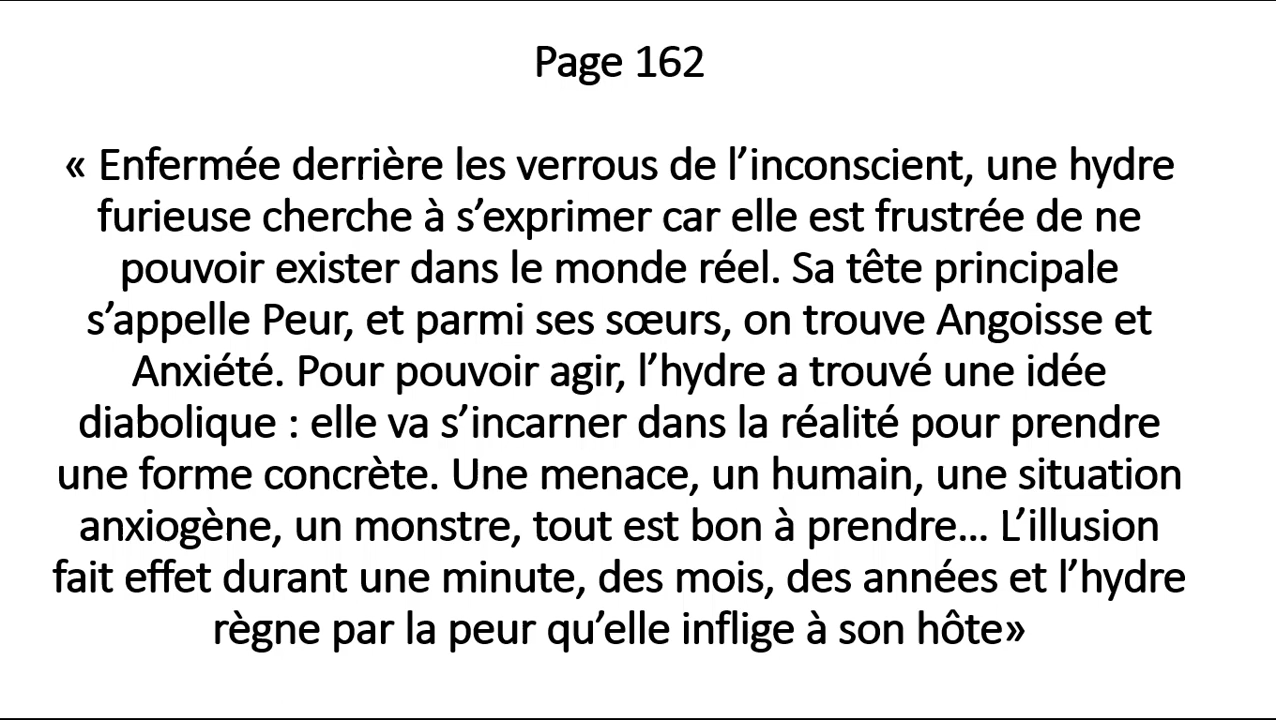 Page 162
« Enfermée derrière les verrous de l’inconscient, une hydre
furieuse cherche à s’exprimer car elle est frustrée de ne
pouvoir exister dans le monde réel. Sa tête principale
s’appelle Peur, et parmi ses sœurs, on trouve Angoisse et
Anxiété. Pour pouvoir agir, l’hydre a trouvé une idée
diabolique : elle va s’incarner dans la réalité pour prendre
une forme concrète. Une menace, un humain, une situation
anxiogène, un monstre, tout est bon à prendre... L’illusion
fait effet durant une minute, des mois, des années et l’hydre
règne par la peur qu’elle inflige à son hôte»